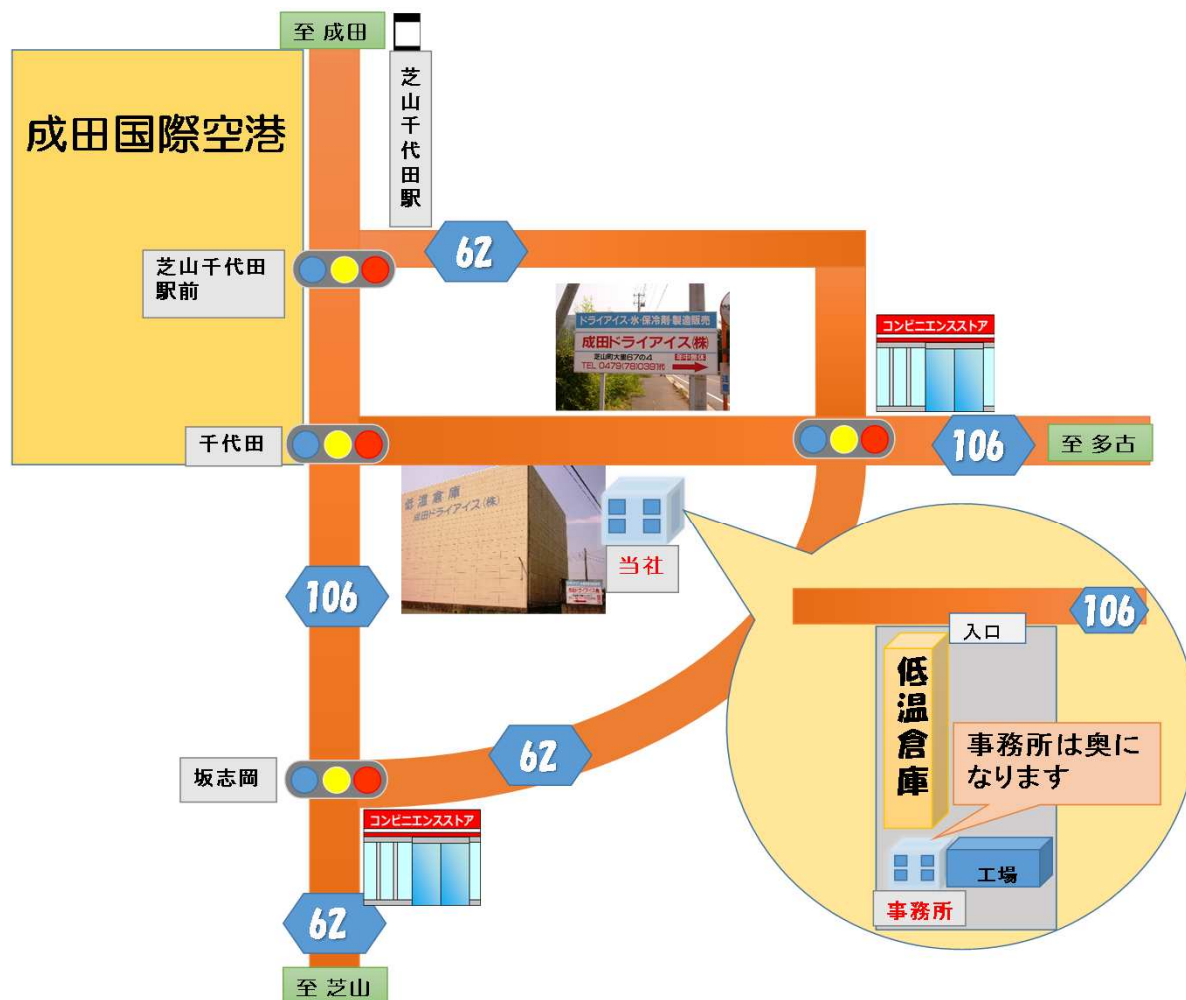 至 成田
芝山千代田駅
成田国際空港
62
芝山千代田
駅前
ドライアイス・氷・保冷剤・製造販売
成田ドライアイス(株)
TEL 0479(78)0391代
コンビニエンスストア
千代田
106
至 多古
低温倉庫
成田ドライアイス(株)
当社
106
106
入口
低温倉庫
事務所は奥に
なります
62
坂志岡
コンビニエンスストア
工場
事務所
62
至 芝山